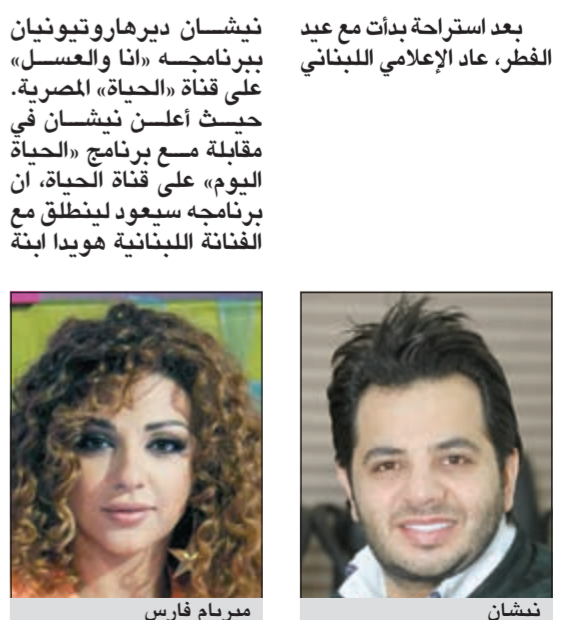 بعد استراحة بدأت مع عيد
الفطر، عاد الإعلامي اللبناني
نيشان ديرهاروتيونيان
ببرنامجه «انا والعسل»
على قناة «الحياة» المصرية.
حيث أعلن نيشان في
مقابلة مع برنامج «الحياة
اليوم» على قناة الحياة، ان
برنامجه سيعود لينطلق مع
الفنانة اللبنانية هويدا ابنة
نيشان
ميريام فارس